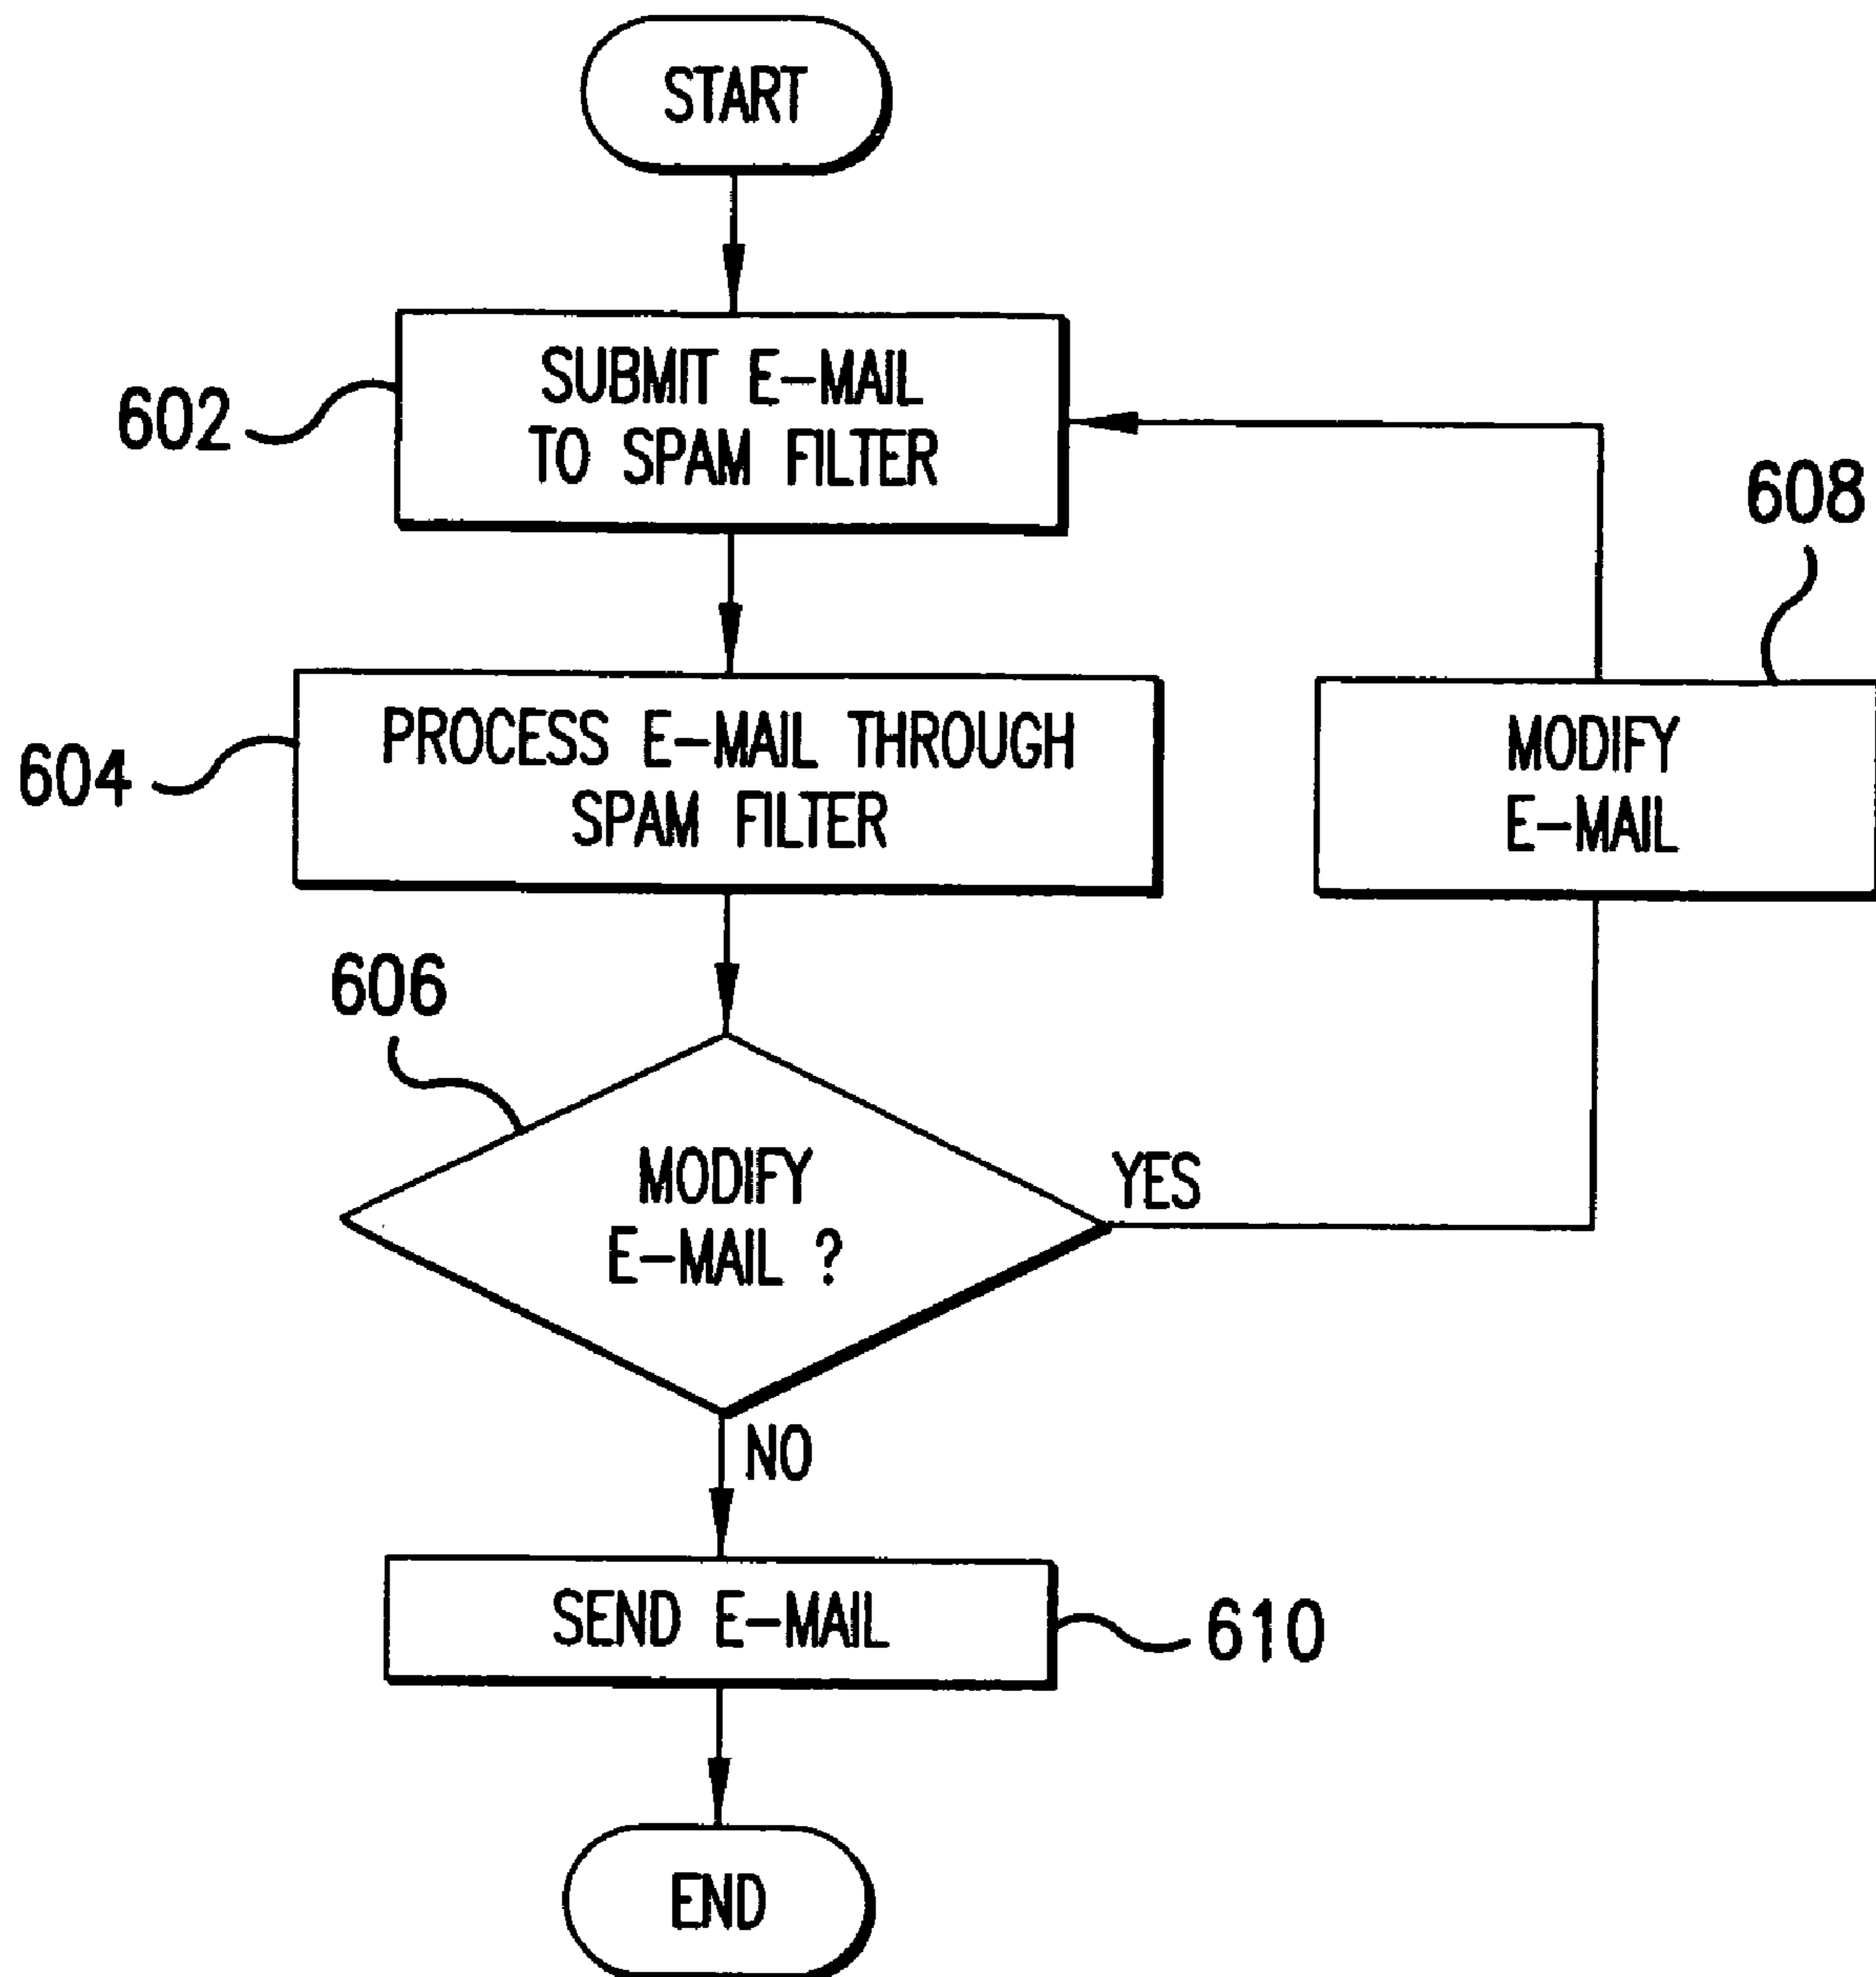 START
602
SUBMIT E-MAIL
TO SPAM FILTER
608
604
PROCESS E-MAIL THROUGH
SPAM FILTER
MODIFY
E-MAIL
606
MODIFY
E-MAIL ?
YES
NO
SEND E-MAIL
610
END